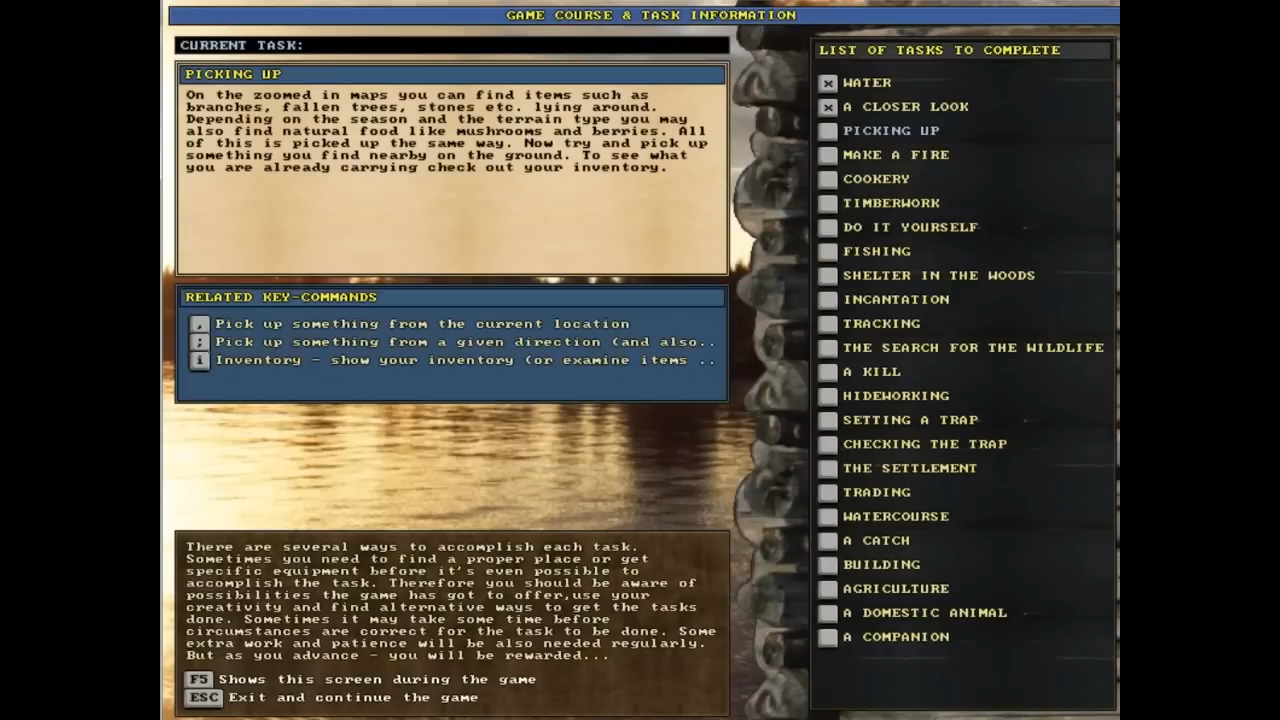 GAME COURSE & TASK INFORMATION
CURRENT TASK:
PICKING UP
On the zoomed in maps you can find items such as
branches, fallen trees, stones etc. lying around.
Depending on the season and the terrain type you may
also find natural food like mushrooms and berries. All
of this is picked up the same way. Now try and pick up
something you find nearby on the ground. To see what
you are already carrying check out your inventory.
RELATED KEY-COMMANDS
, Pick up something from the current location
; Pick up something from a given direction (and also..
i Inventory - show your inventory (or examine items ..
There are several ways to accomplish each task.
Sometimes you need to find a proper place or get
specific equipment before it's even possible to
accomplish the task. Therefore you should be aware of
possibilities the game has got to offer,use your
creativity and find alternative ways to get the tasks
done. Sometimes it may take some time before
circumstances are correct for the task to be done. Some
extra work and patience will be also needed regularly.
But as you advance - you will be rewarded...
F5 Shows this screen during the game
ESC Exit and continue the game
LIST OF TASKS TO COMPLETE
x WATER
x A CLOSER LOOK
PICKING UP
MAKE A FIRE
COOKERY
TIMBERWORK
DO IT YOURSELF
FISHING
SHELTER IN THE WOODS
INCANTATION
TRACKING
THE SEARCH FOR THE WILDLIFE
A KILL
HIDEWORKING
SETTING A TRAP
CHECKING THE TRAP
THE SETTLEMENT
TRADING
WATERCOURSE
A CATCH
BUILDING
AGRICULTURE
A DOMESTIC ANIMAL
A COMPANION